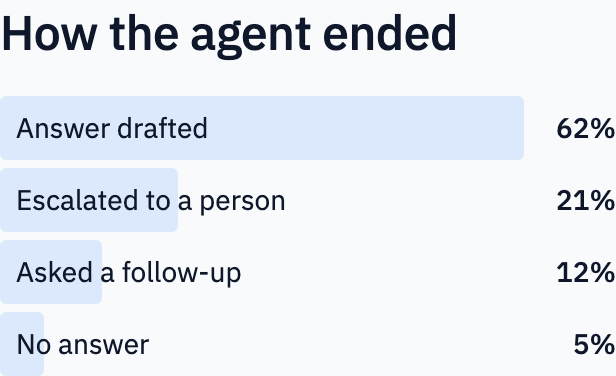 How the agent ended
Answer drafted 62%
Escalated to a person 21%
Asked a follow-up 12%
No answer 5%